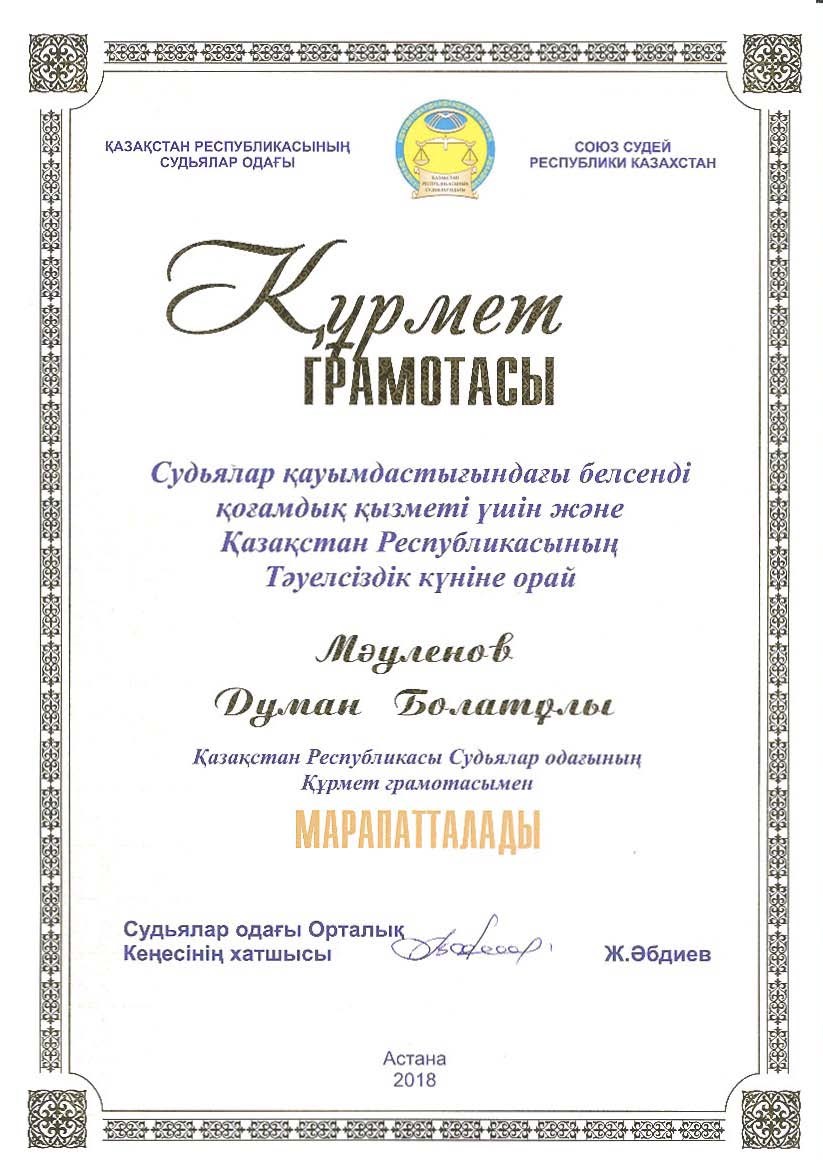 ҚАЗАҚСТАН РЕСПУБЛИКАСЫНЫҢ
СУДЬЯЛАР ОДАҒЫ
ҚАЗАҚСТАН
РЕСПУБЛИКАСЫНЫҢ
СУДЬЯЛАР ОДАҒЫ
СОЮЗ СУДЕЙ
РЕСПУБЛИКИ КАЗАХСТАН
Құрмет
ГРАМОТАСЫ
Судьялар қауымдастығындағы белсенді
қоғамдық қызметі үшін және
Қазақстан Республикасының
Тәуелсіздік күніне орай
Мәуленов
Думан Болатұлы
Қазақстан Республикасы Судьялар одағының
Құрмет грамотасымен
МАРАПАТТАЛАДЫ
Судьялар одағы Орталық
Кеңесінің хатшысы
Ж.Әбдиев
Астана
2018